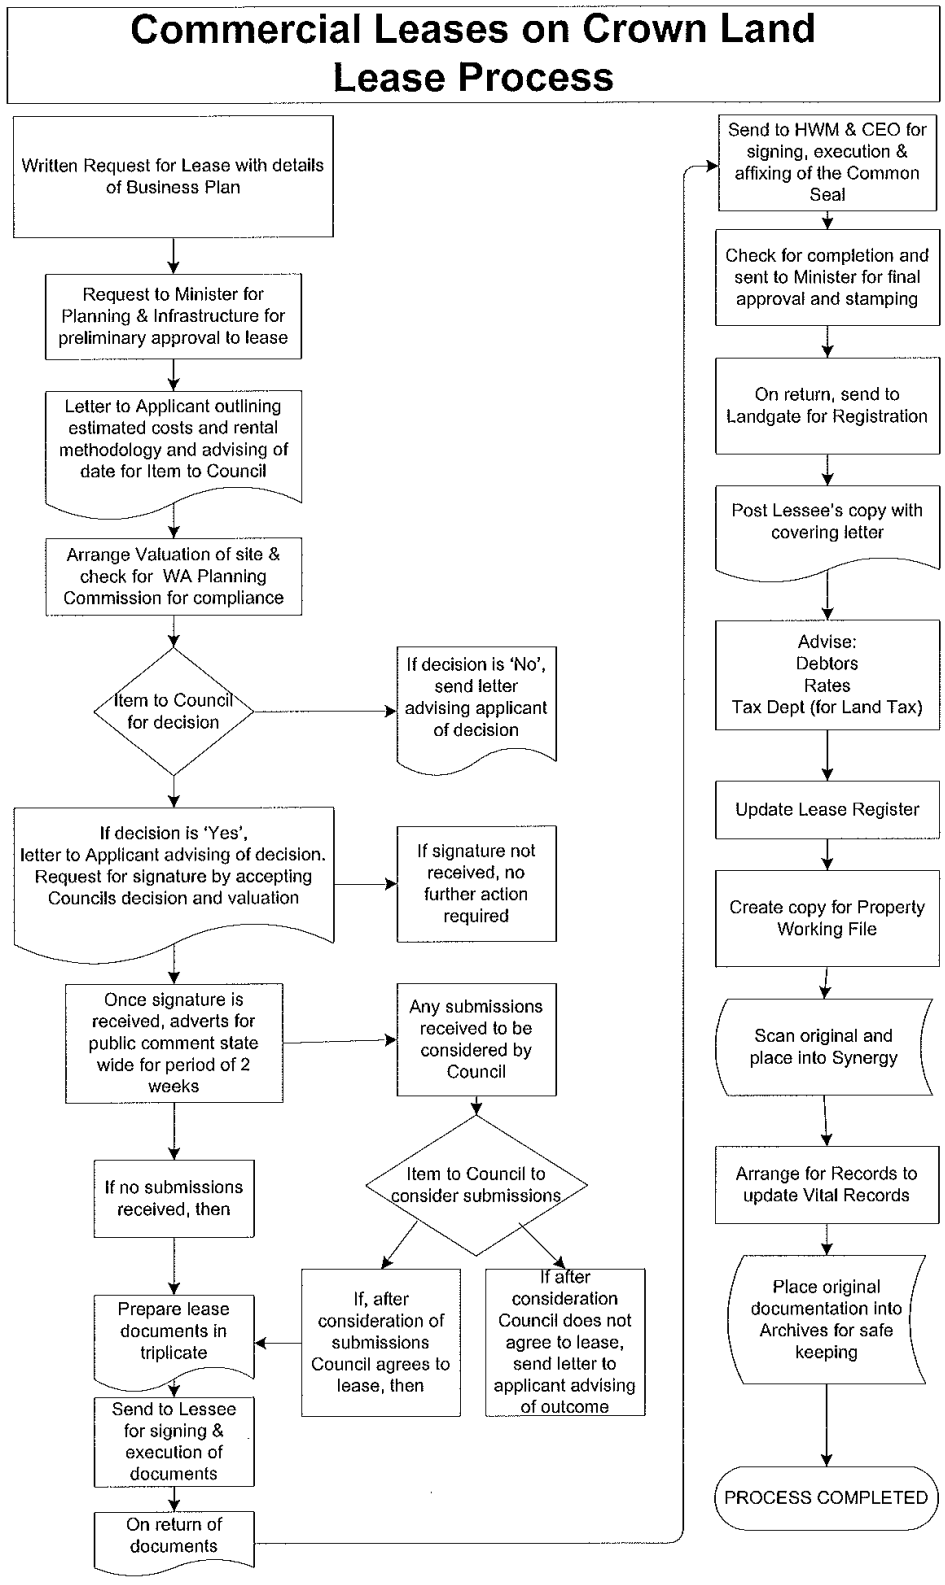 Commercial Leases on Crown Land
Lease Process
Written Request for Lease with details
of Business Plan
Request to Minister for
Planning & Infrastructure for
preliminary approval to lease
Letter to Applicant outlining
estimated costs and rental
methodology and advising of
date for Item to Council
Arrange Valuation of site &
check for WA Planning
Commission for compliance
Item to Council
for decision
If decision is 'No',
send letter
advising applicant
of decision
If decision is 'Yes',
letter to Applicant advising of decision.
Request for signature by accepting
Councils decision and valuation
If signature not
received, no
further action
required
Once signature is
received, adverts for
public comment state
wide for period of 2
weeks
Any submissions
received to be
considered by
Council
If no submissions
received, then
Item to Council to
consider submissions
Prepare lease
documents in
triplicate
If, after
consideration of
submissions
Council agrees to
lease, then
If after
consideration
Council does not
agree to lease,
send letter to
applicant advising
of outcome
Send to Lessee
for signing &
execution of
documents
On return of
documents
Send to HWM & CEO for
signing, execution &
affixing of the Common
Seal
Check for completion and
sent to Minister for final
approval and stamping
On return, send to
Landgate for Registration
Post Lessee's copy with
covering letter
Advise:
Debtors
Rates
Tax Dept (for Land Tax)
Update Lease Register
Create copy for Property
Working File
Scan original and
place into Synergy
Arrange for Records to
update Vital Records
Place original
documentation into
Archives for safe
keeping
PROCESS COMPLETED